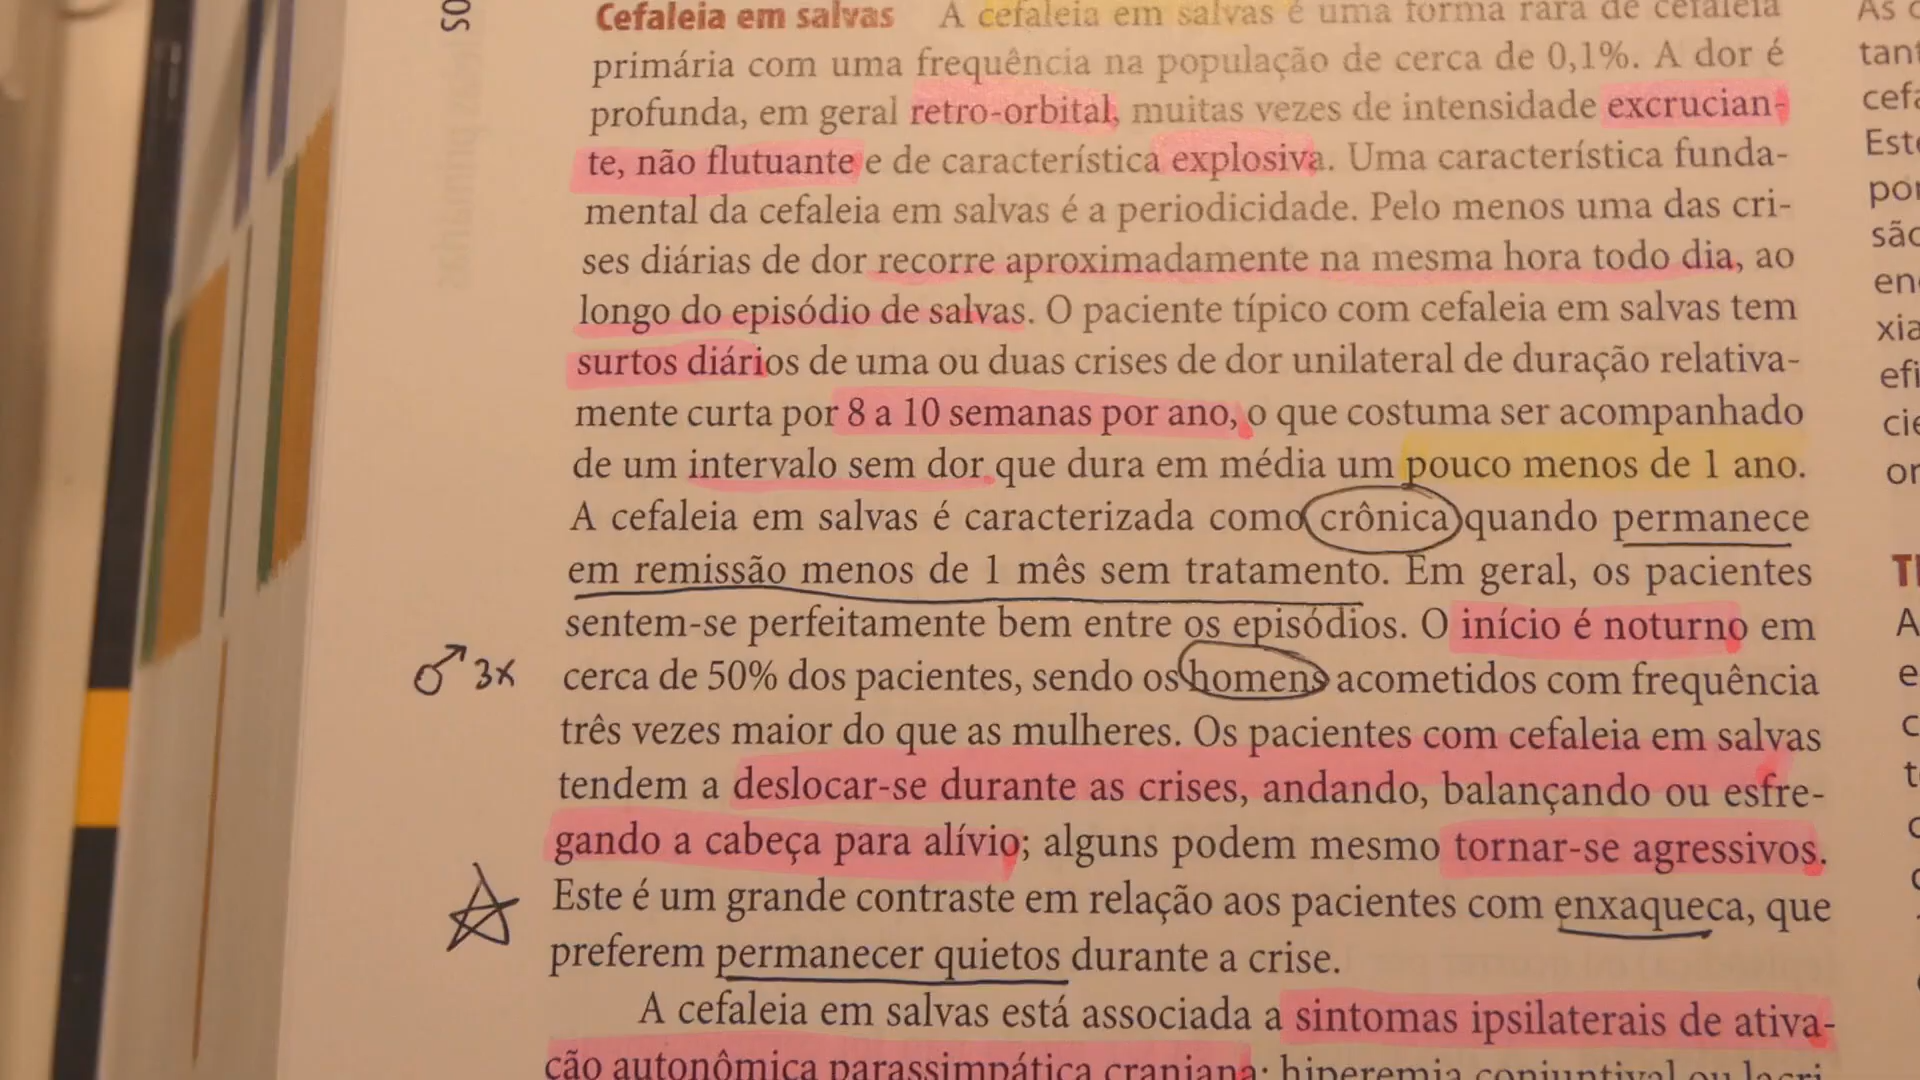 Cefaleia em salvas A cefaleia em salvas é uma forma rara de cefaleia
primária com uma frequência na população de cerca de 0,1%. A dor é
profunda, em geral retro-orbital, muitas vezes de intensidade excrucian-
te, não flutuante e de característica explosiva. Uma característica funda-
mental da cefaleia em salvas é a periodicidade. Pelo menos uma das cri-
ses diárias de dor recorre aproximadamente na mesma hora todo dia, ao
longo do episódio de salvas. O paciente típico com cefaleia em salvas tem
surtos diários de uma ou duas crises de dor unilateral de duração relativa-
mente curta por 8 a 10 semanas por ano, o que costuma ser acompanhado
de um intervalo sem dor que dura em média um pouco menos de 1 ano.
A cefaleia em salvas é caracterizada como crônica quando permanece
em remissão menos de 1 mês sem tratamento. Em geral, os pacientes
sentem-se perfeitamente bem entre os episódios. O início é noturno em
♂ 3x
cerca de 50% dos pacientes, sendo os homens acometidos com frequência
três vezes maior do que as mulheres. Os pacientes com cefaleia em salvas
tendem a deslocar-se durante as crises, andando, balançando ou esfre-
gando a cabeça para alívio; alguns podem mesmo tornar-se agressivos.
Este é um grande contraste em relação aos pacientes com enxaqueca, que
preferem permanecer quietos durante a crise.
A cefaleia em salvas está associada a sintomas ipsilaterais de ativa-
ção autonômica parassimpática craniana: hiperemia conjuntival ou lacri